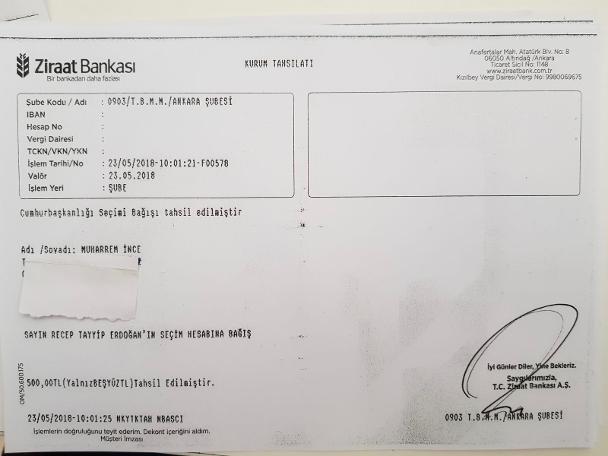 Ziraat Bankası
Bir bankadan daha fazlası
KURUM TAHSİLATI
Anafartalar Mah. Atatürk Blv. No: 8
06050 Altındağ /Ankara
Ticaret Sicil No: 1148
www.ziraatbank.com.tr
Kızılbey Vergi Dairesi/Vergi No: 9980069675
Şube Kodu / Adı : 0903/T.B.M.M./ANKARA ŞUBESİ
IBAN :
Hesap No :
Vergi Dairesi :
TCKN/VKN/YKN :
İşlem Tarihi/No : 23/05/2018-10:01:21-F00578
Valör : 23.05.2018
İşlem Yeri : ŞUBE
Cumhurbaşkanlığı Seçimi Bağışı tahsil edilmiştir
Adı /Soyadı: MUHARREM İNCE
SAYIN RECEP TAYYİP ERDOĞAN'IN SEÇİM HESABINA BAĞIŞ
500,00TL(YalnızBEŞYÜZTL)Tahsil Edilmiştir.
İyi Günler Diler, Yine Bekleriz.
Saygılarımızla,
T.C. Ziraat Bankası A.Ş.
0903 T.B.M.M./ANKARA ŞUBESİ
23/05/2018-10:01:25 NKYTKTAH NBASCI
İşlemlerin doğruluğunu teyit ederim. Dekont içeriğini aldım.
Müşteri İmzası